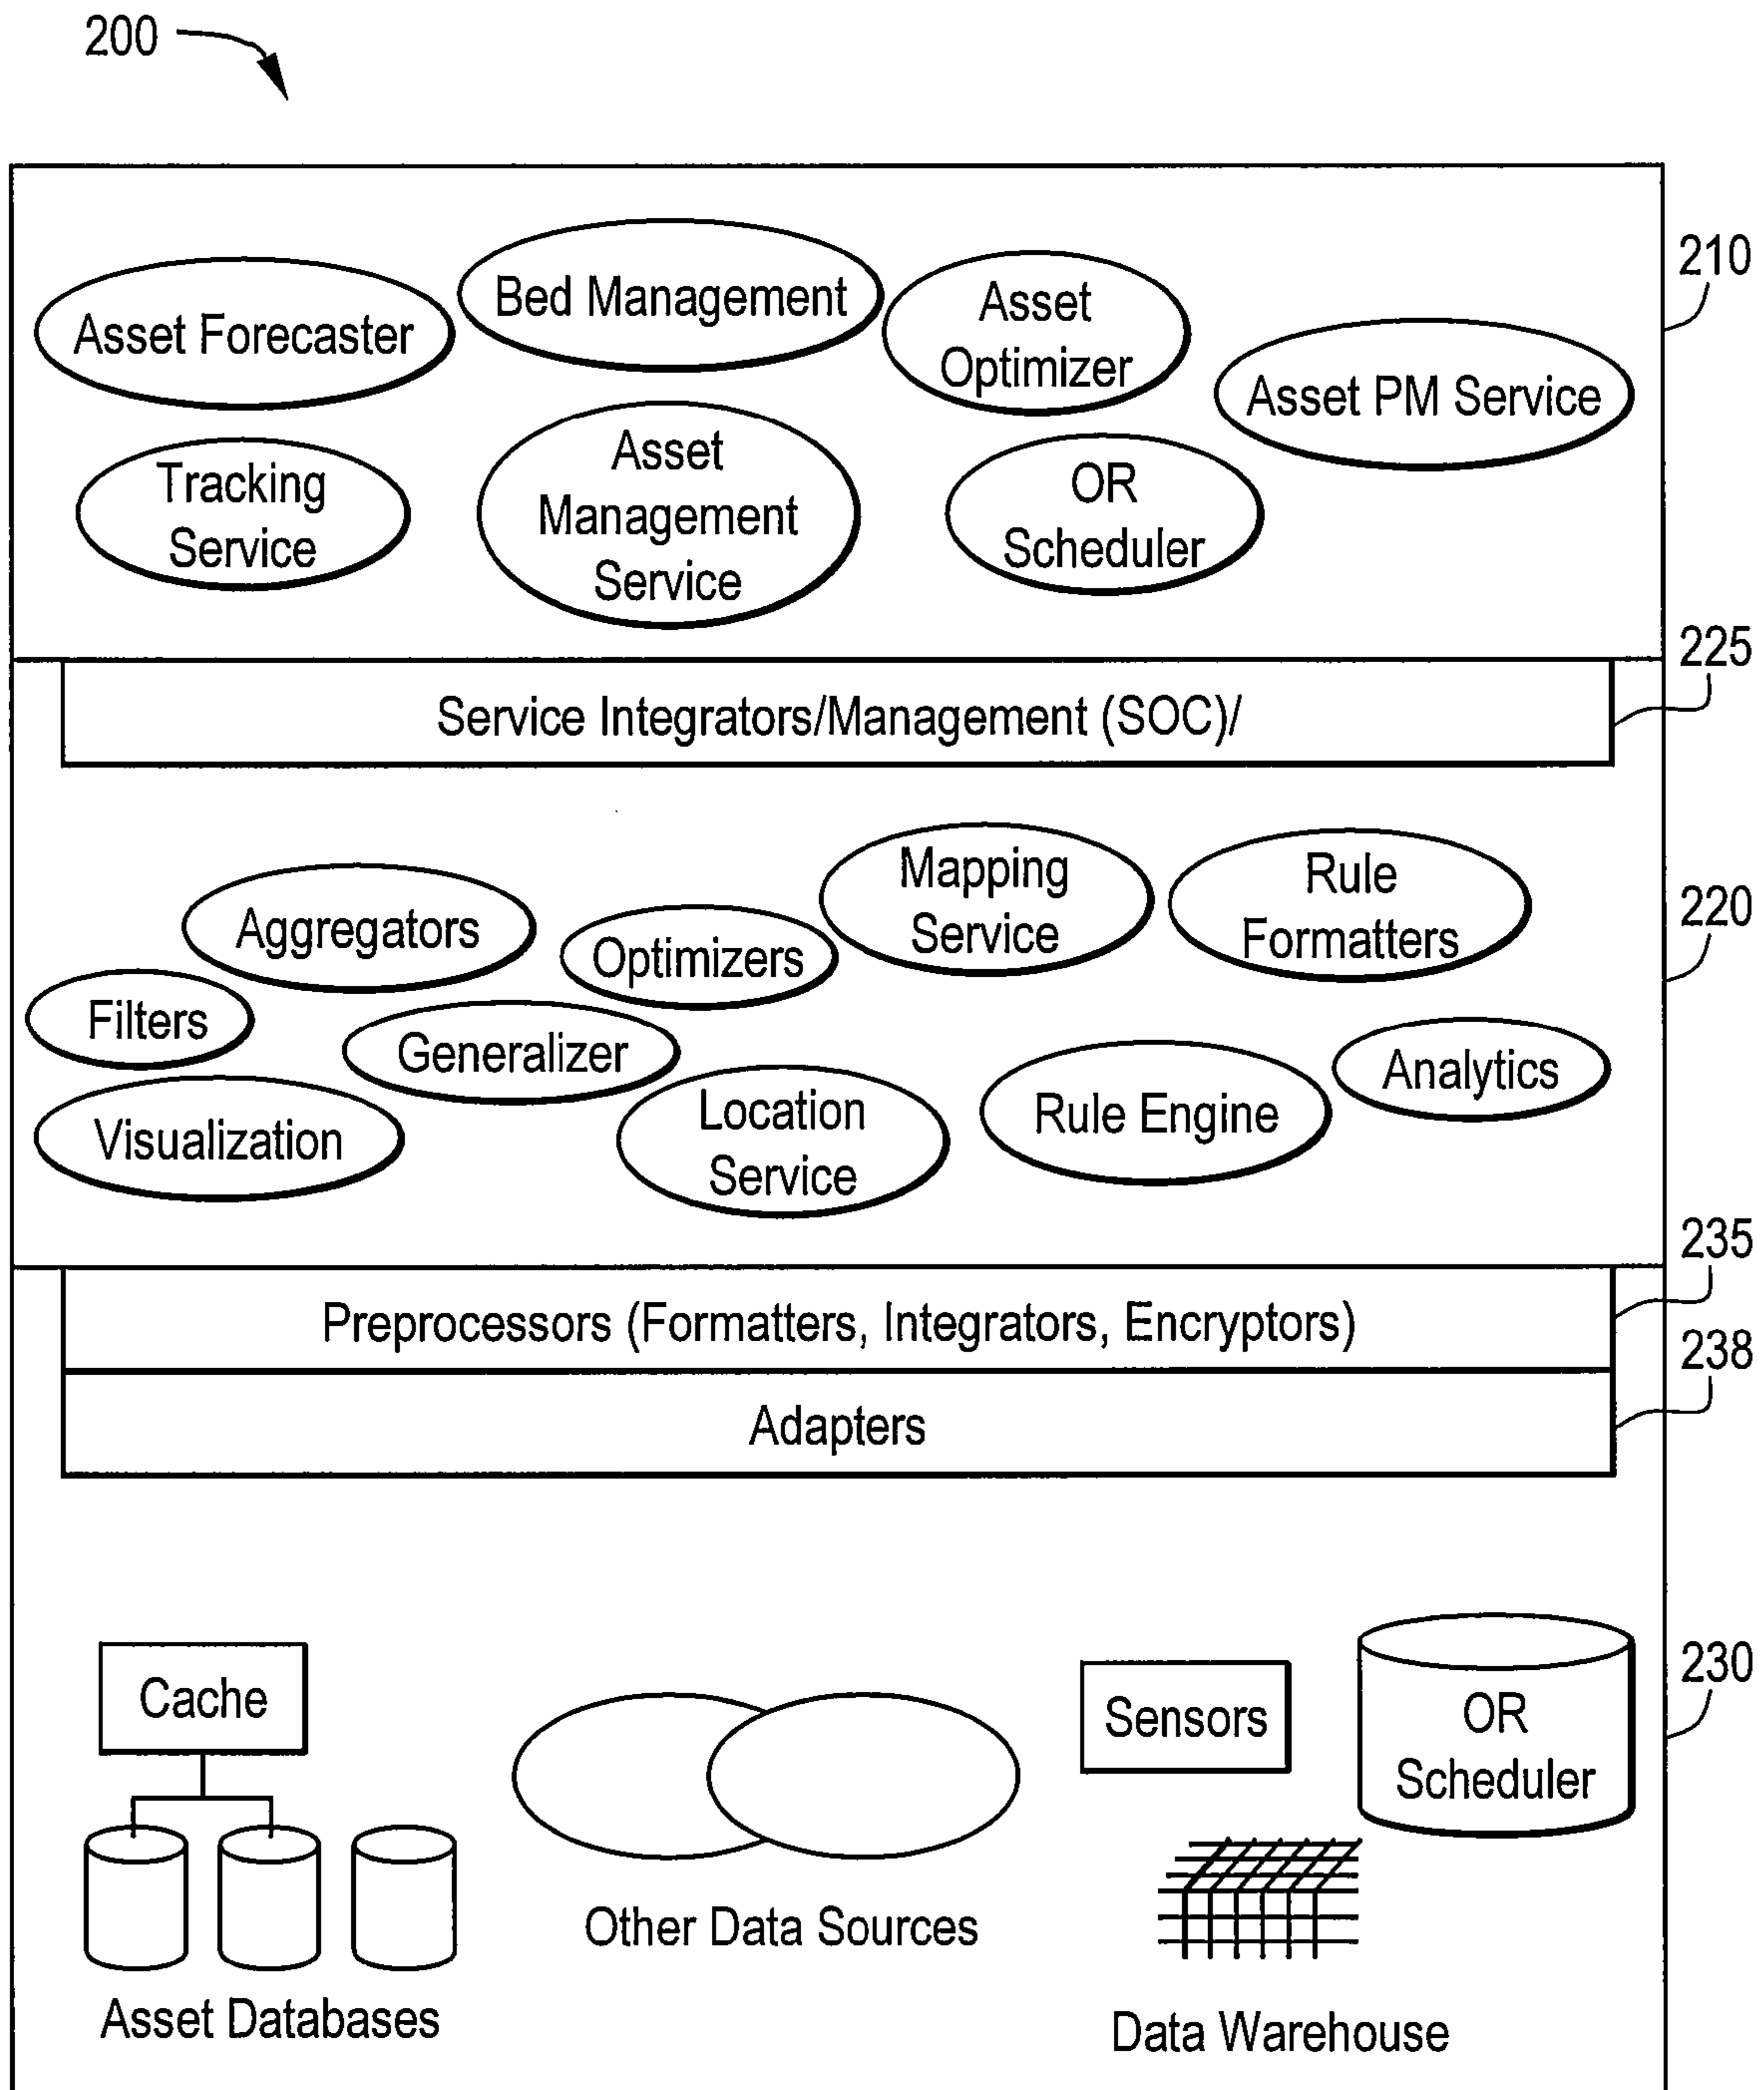 200
210
Asset Forecaster
Bed Management
Asset
Optimizer
Asset PM Service
Tracking
Service
Asset
Management
Service
OR
Scheduler
225
Service Integrators/Management (SOC)/
220
Aggregators
Optimizers
Mapping
Service
Rule
Formatters
Filters
Generalizer
Analytics
Visualization
Location
Service
Rule Engine
235
Preprocessors (Formatters, Integrators, Encryptors)
238
Adapters
230
Cache
Sensors
OR
Scheduler
Other Data Sources
Asset Databases
Data Warehouse